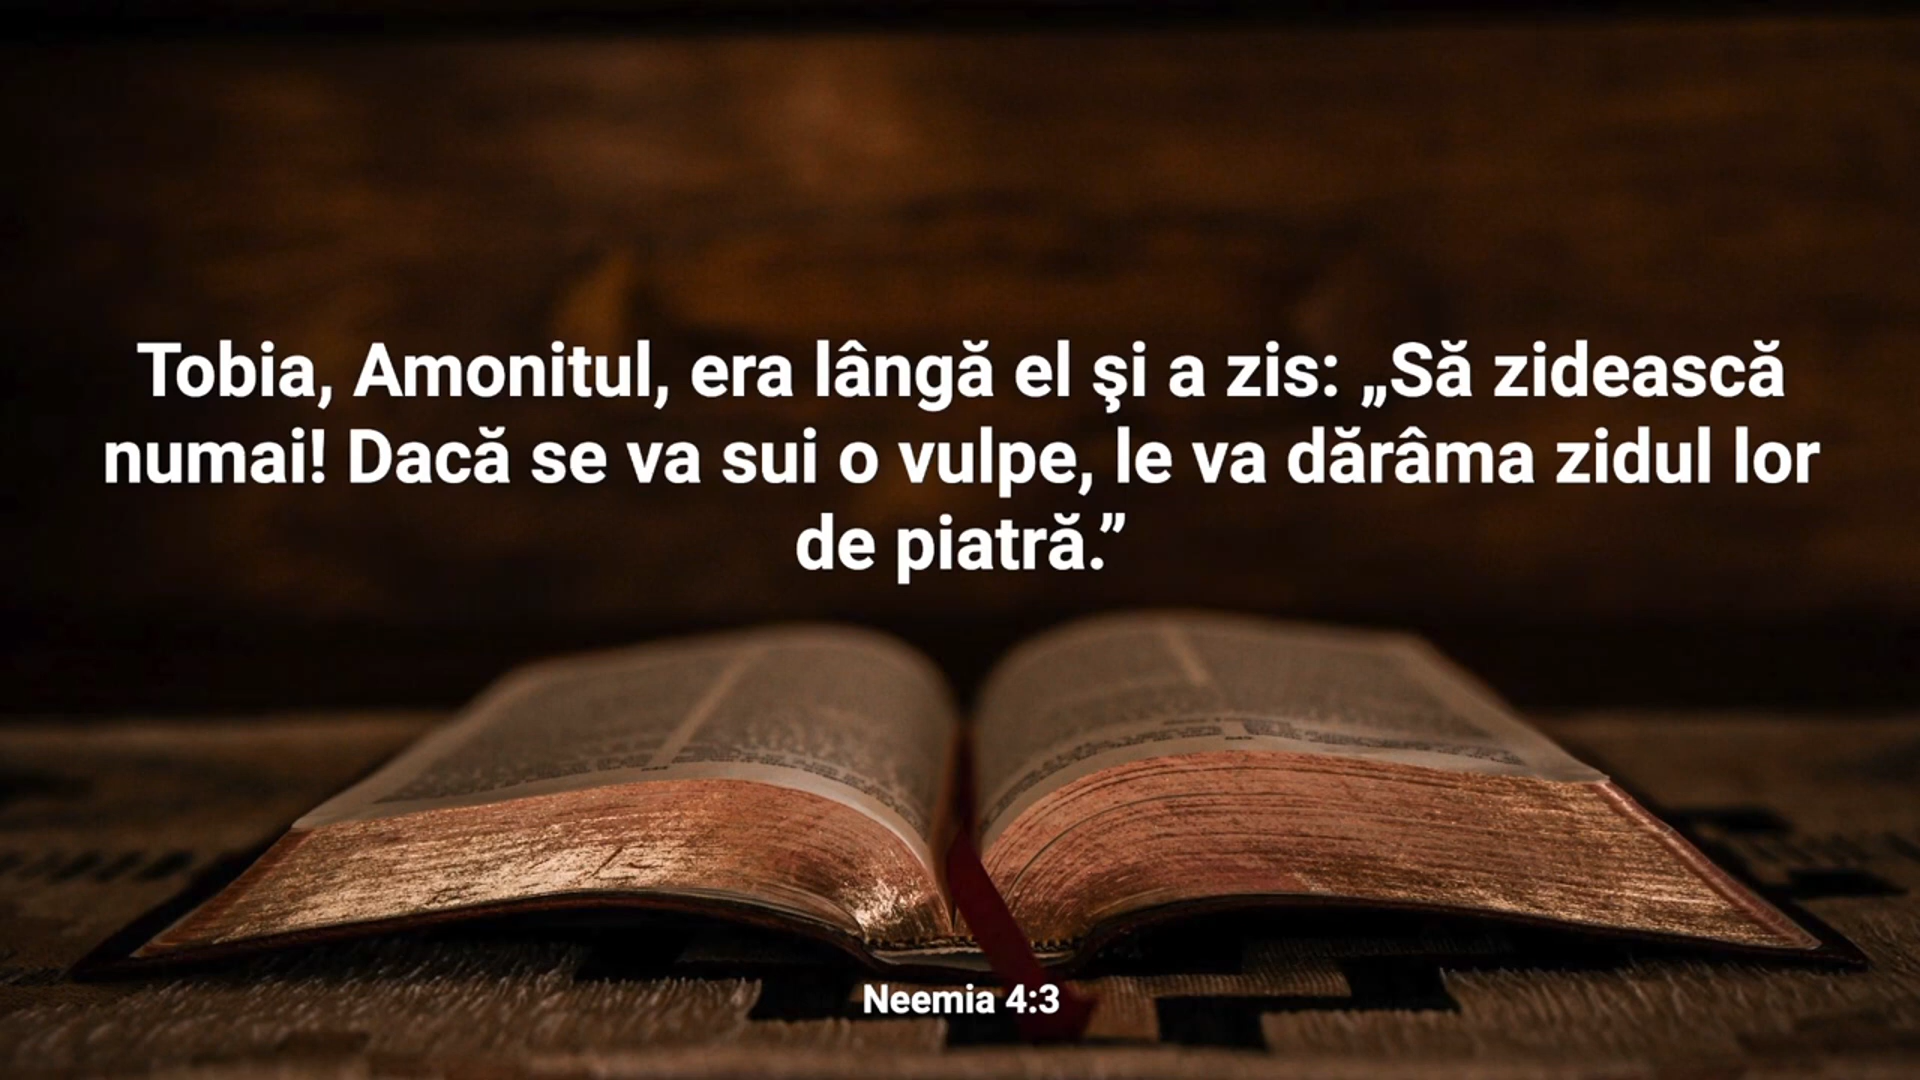 Tobia, Amonitul, era lângă el şi a zis: „Să zidească
numai! Dacă se va sui o vulpe, le va dărâma zidul lor
de piatră.”
Neemia 4:3